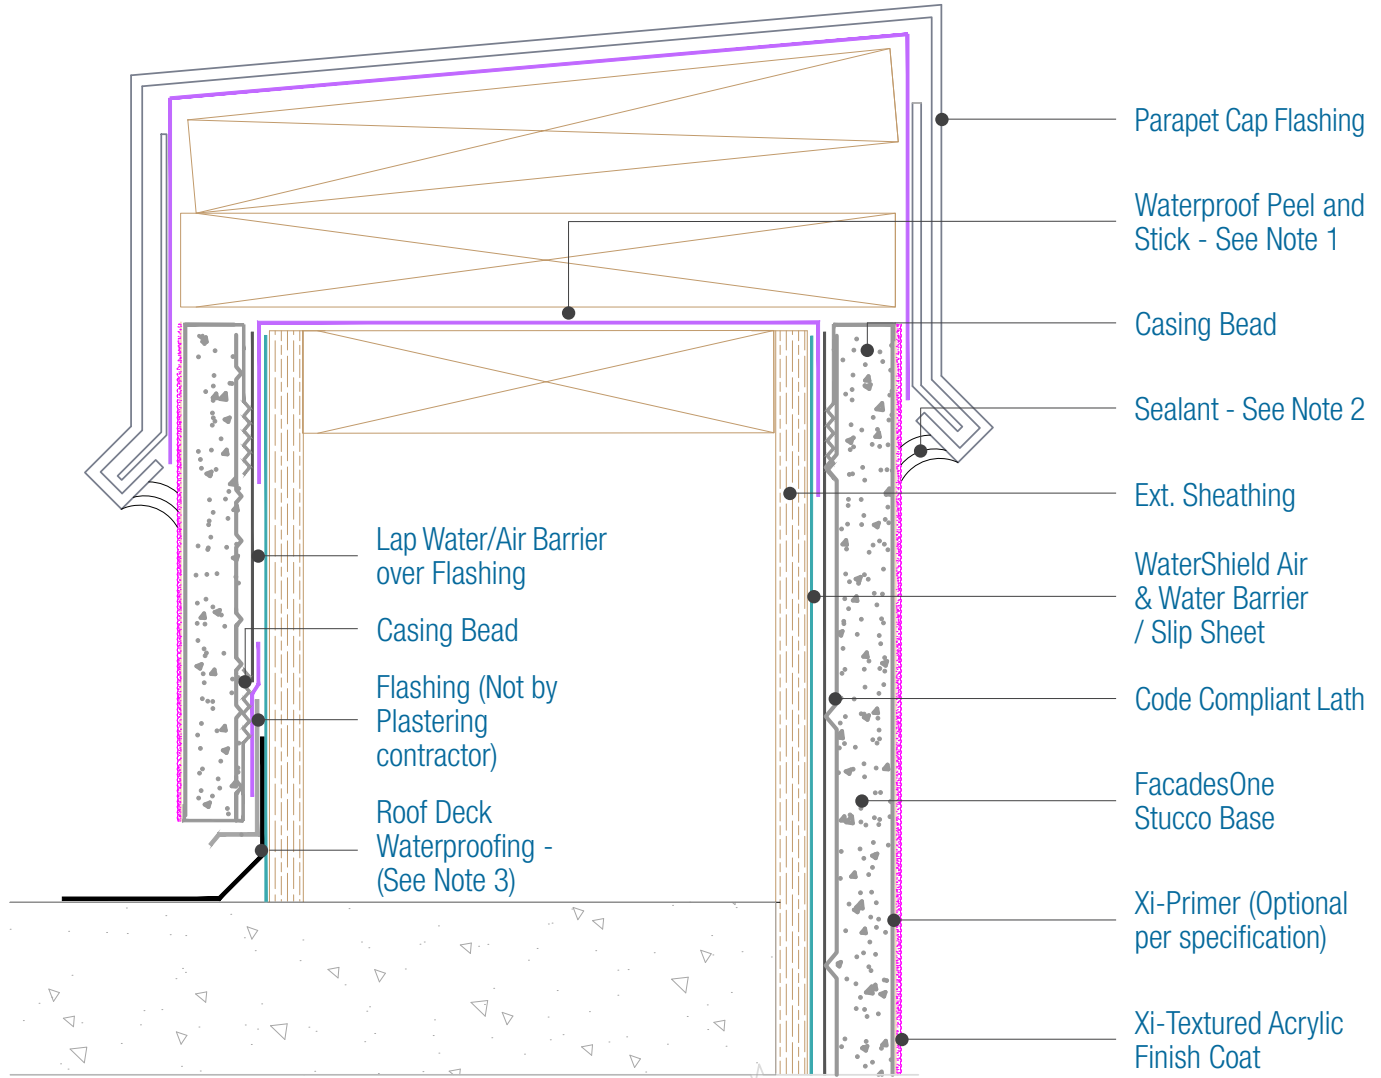 Parapet Cap Flashing
Waterproof Peel and
Stick - See Note 1
Casing Bead
Sealant - See Note 2
Ext. Sheathing
WaterShield Air
& Water Barrier
/ Slip Sheet
Code Compliant Lath
FacadesOne
Stucco Base
Xi-Primer (Optional
per specification)
Xi-Textured Acrylic
Finish Coat
Lap Water/Air Barrier
over Flashing
Casing Bead
Flashing (Not by
Plastering
contractor)
Roof Deck
Waterproofing -
(See Note 3)